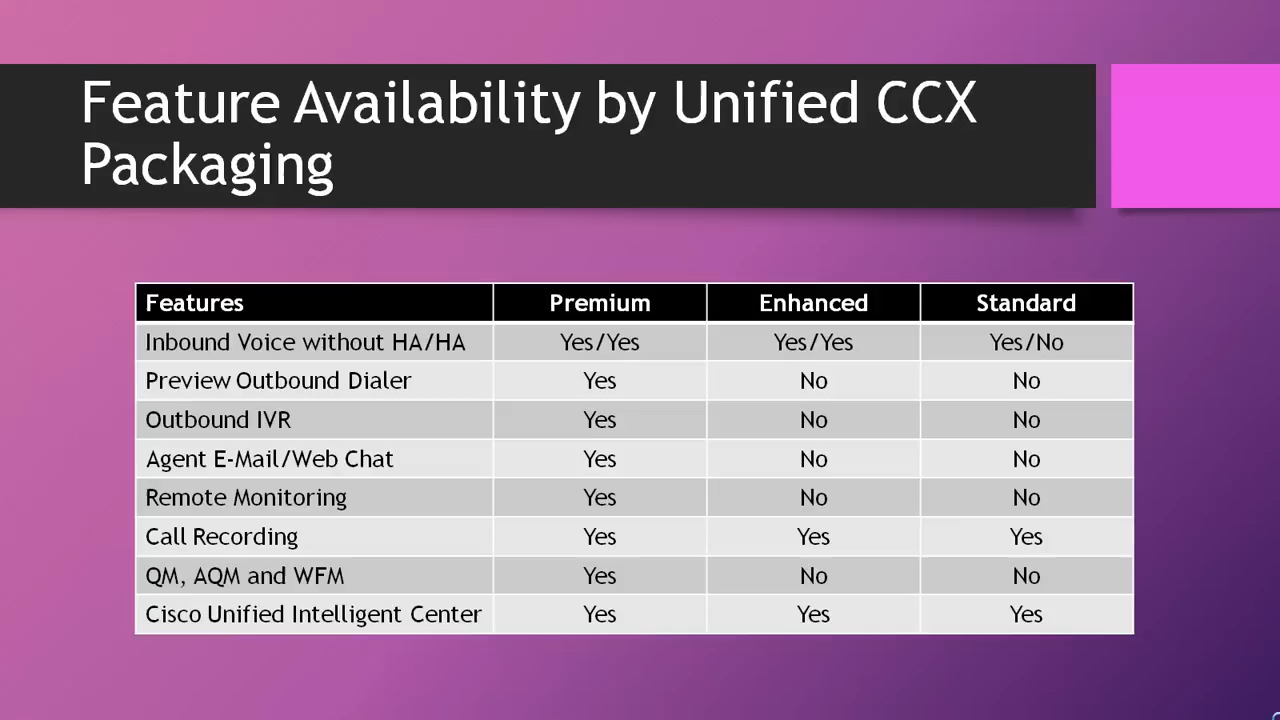 Feature Availability by Unified CCX
Packaging
Features Premium Enhanced Standard
Inbound Voice without HA/HA Yes/Yes Yes/Yes Yes/No
Preview Outbound Dialer Yes No No
Outbound IVR Yes No No
Agent E-Mail/Web Chat Yes No No
Remote Monitoring Yes No No
Call Recording Yes Yes Yes
QM, AQM and WFM Yes No No
Cisco Unified Intelligent Center Yes Yes Yes